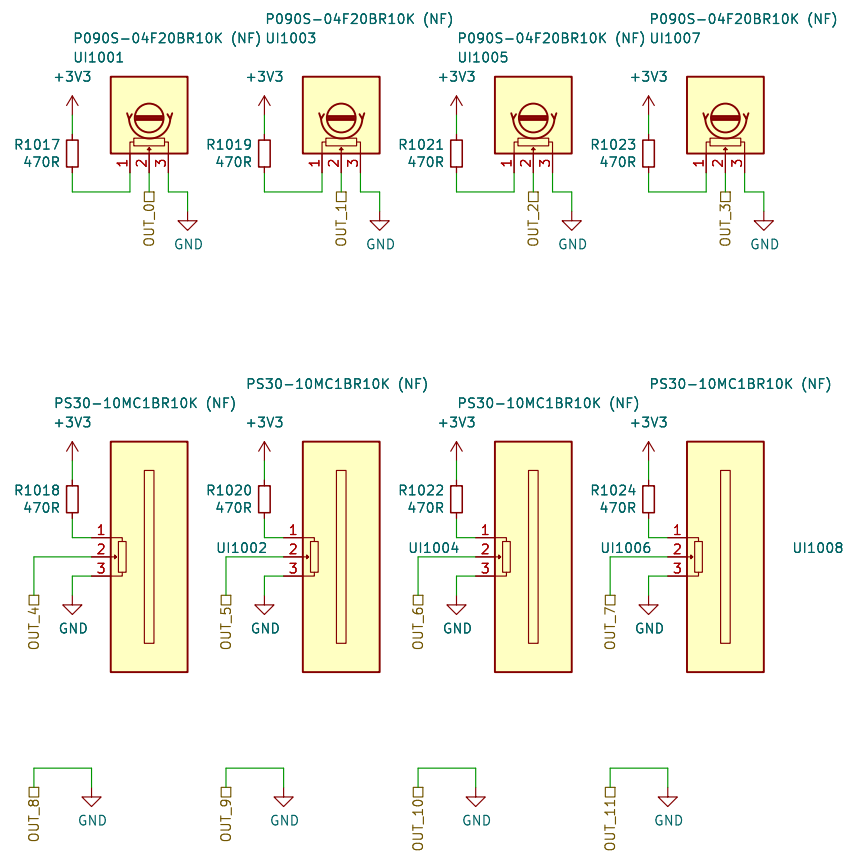 P090S-04F20BR10K (NF)
UI1001
+3V3
R1017
470R
1
2
3
OUT_0
GND
P090S-04F20BR10K (NF)
UI1003
+3V3
R1019
470R
1
2
3
OUT_1
GND
P090S-04F20BR10K (NF)
UI1005
+3V3
R1021
470R
1
2
3
OUT_2
GND
P090S-04F20BR10K (NF)
UI1007
+3V3
R1023
470R
1
2
3
OUT_3
GND
PS30-10MC1BR10K (NF)
+3V3
R1018
470R
1
2
3
UI1002
OUT_4
GND
PS30-10MC1BR10K (NF)
+3V3
R1020
470R
1
2
3
UI1004
OUT_5
GND
PS30-10MC1BR10K (NF)
+3V3
R1022
470R
1
2
3
UI1006
OUT_6
GND
PS30-10MC1BR10K (NF)
+3V3
R1024
470R
1
2
3
UI1008
OUT_7
GND
OUT_8
GND
OUT_9
GND
OUT_10
GND
OUT_11
GND